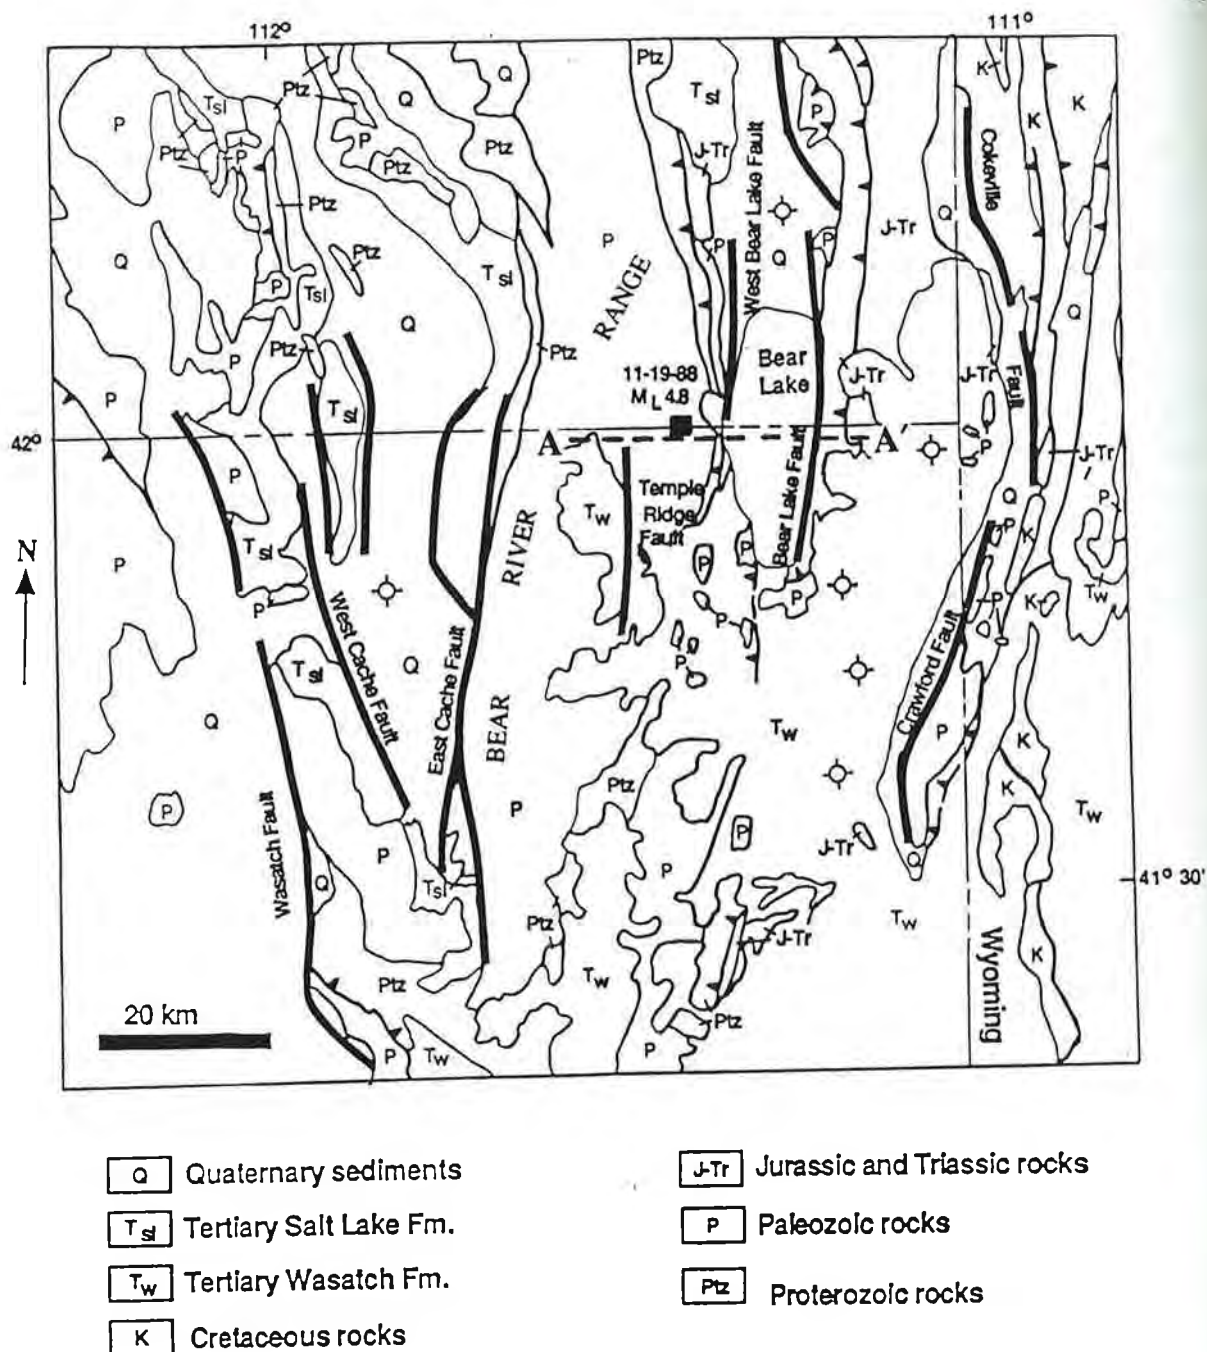 112° 111°
Ptz K
Ptz Q Tsl K
Tsl Q P K
P P Ptz J-Tr
Ptz P Ptz
Ptz
West Bear Lake Fault
Cokeville
Q J-Tr
P P P
Q Ptz Tsl Q
P Tsl
RANGE
Q Q
Ptz Ptz Bear
Lake
P
11-19-88
M L 4.8
J-Tr J-Tr Fault
P Tsl
42° A A'
P P J-Tr
Temple
Ridge
Fault
Bear Lake Fault
Tw Q P
N
Tsl RIVER P K
P P P Tw
P P P K
West Cache Fault
East Cache Fault
Crawford Fault
Tsl Q P
Q BEAR Tw P K
Ptz K
P P Tw
Wasatch Fault
P P J-Tr
Q P Tsl P Q 41° 30'
Ptz J-Tr Tw
Wyoming
Ptz Tw K
20 km Ptz
P Tw P
Q Quaternary sediments
Tsl Tertiary Salt Lake Fm.
Tw Tertiary Wasatch Fm.
K Cretaceous rocks
J-Tr Jurassic and Triassic rocks
P Paleozoic rocks
Ptz Proterozoic rocks